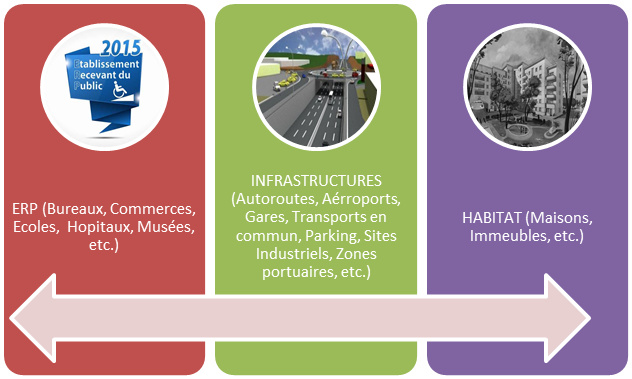 2015
Etablissement
Recevant du
Public
ERP (Bureaux, Commerces,
Ecoles, Hopitaux, Musées,
etc.)
INFRASTRUCTURES
(Autoroutes, Aérroports,
Gares, Transports en
commun, Parking, Sites
Industriels, Zones
portuaires, etc.)
HABITAT (Maisons,
Immeubles, etc.)